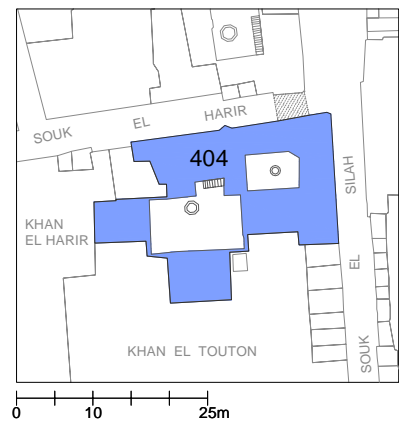 SOUK EL HARIR
404
SILAH
KHAN
EL HARIR
EL
KHAN EL TOUTON
SOUK
0 10 25m